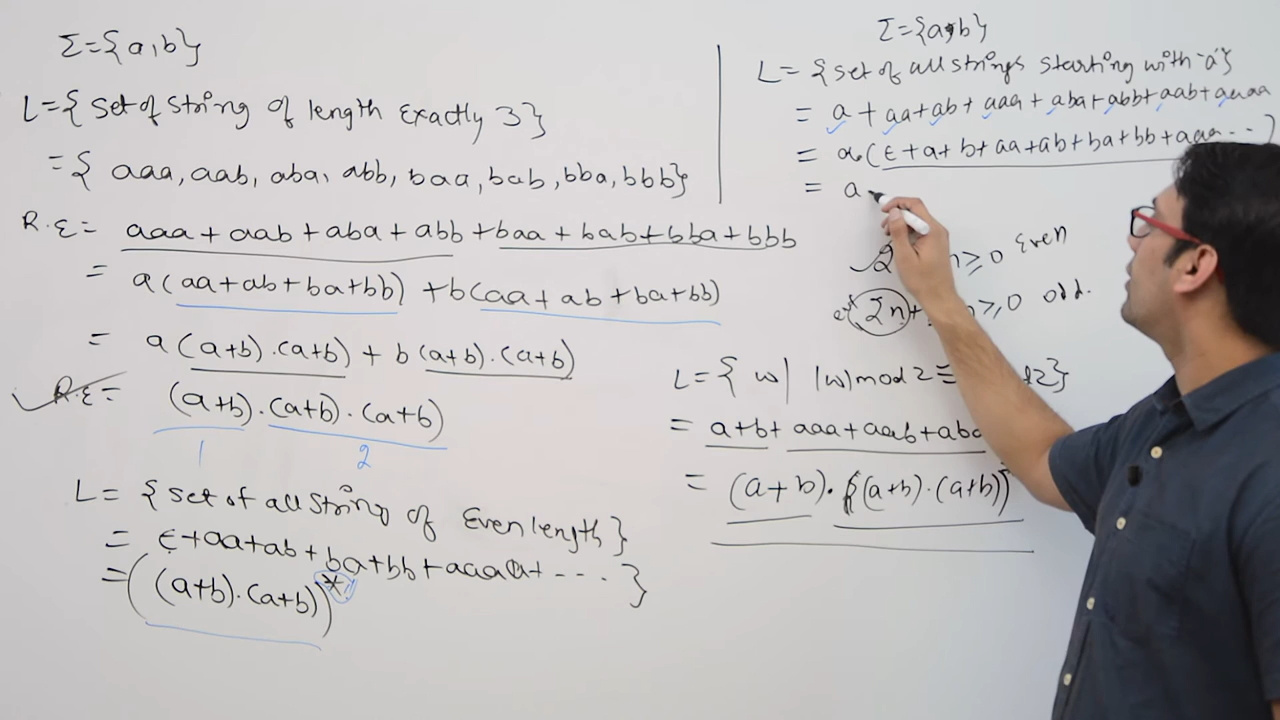 Σ={a,b}
L={set of string of length exactly 3}
={ aaa, aab, aba, abb, baa, bab, bba, bbb}
R.E= aaa+aab+aba+abb+baa+bab+bba+bbb
= a(aa+ab+ba+bb) +b(aa+ab+ba+bb)
= a(a+b).(a+b) + b(a+b).(a+b)
R.E= (a+b).(a+b).(a+b)
1 2
L= {set of all string of Even length}
= ε+aa+ab+ba+bb+aaaa+ ---- }
= ((a+b).(a+b))*
Σ={a,b}
L= {set of all strings starting with 'a'}
= a + aa+ab+ aaa+aba+abb+aab+aaaa
= a.(ε+a+b+aa+ab+ba+bb+aaa...)
= a
2 n≥0 Even
2n+ n≥0 odd.
L={ w| |w|mod 2 = }
= a+b+ aaa+aab+aba
= (a+b).((a+b).(a+b))